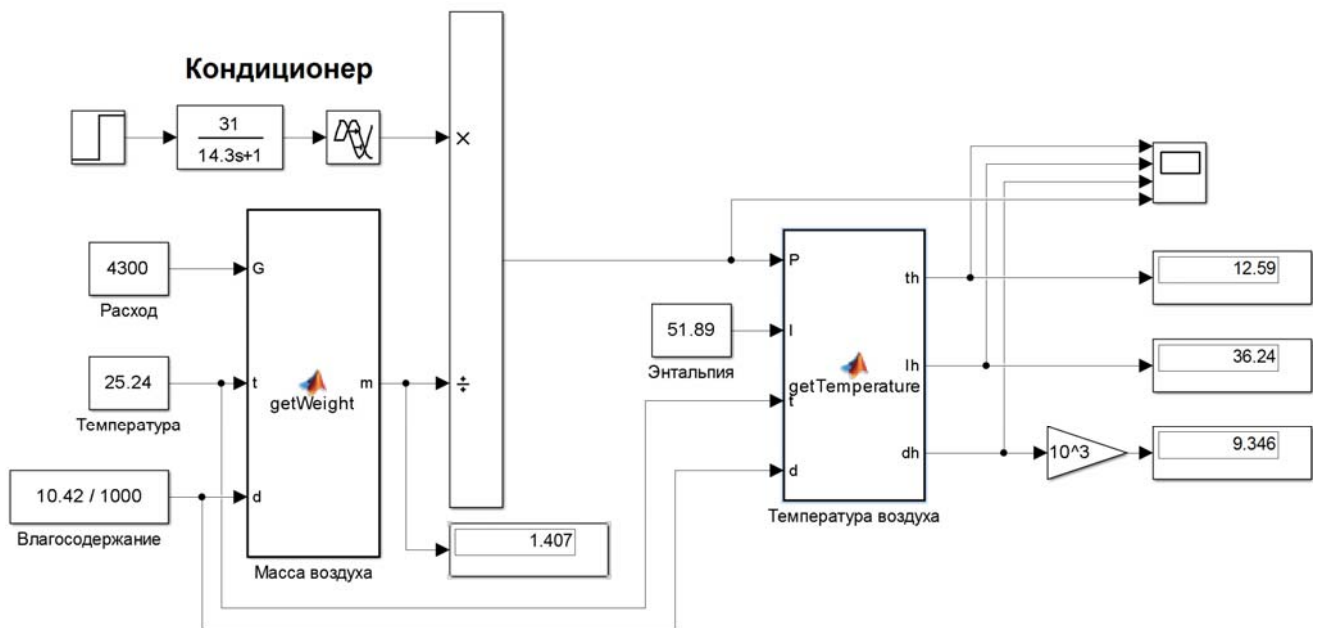 Кондиционер
31
14.3s+1
×
4300
G
Расход
25.24
t
m
÷
getWeight
Температура
10.42 / 1000
d
Влагосодержание
Масса воздуха
1.407
P
th
12.59
51.89
I
Энтальпия
Ih
36.24
getTemperature
t
dh
10^3
9.346
d
Температура воздуха